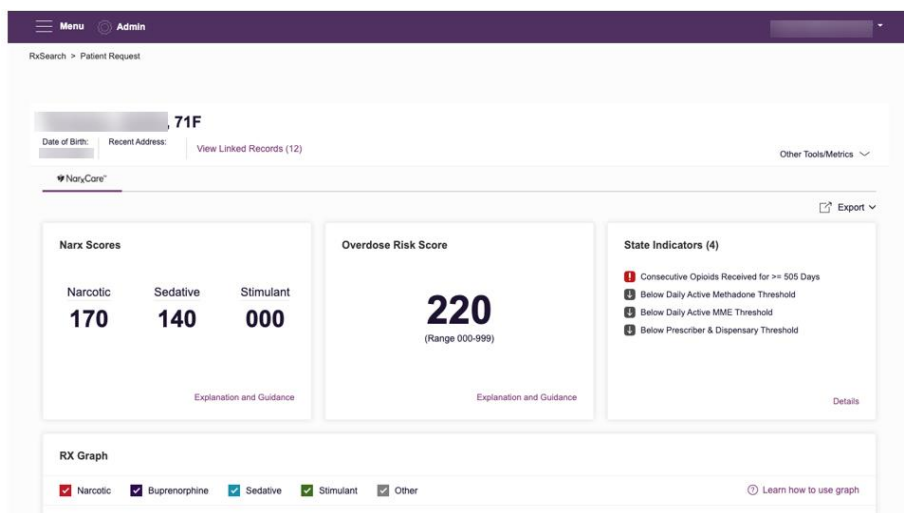 Menu Admin
RxSearch > Patient Request
, 71F
Date of Birth: Recent Address: View Linked Records (12)
Other Tools/Metrics
NarxCare™
Export
Narx Scores
Narcotic Sedative Stimulant
170 140 000
Explanation and Guidance
Overdose Risk Score
220
(Range 000-999)
Explanation and Guidance
State Indicators (4)
Consecutive Opioids Received for >= 505 Days
Below Daily Active Methadone Threshold
Below Daily Active MME Threshold
Below Prescriber & Dispensary Threshold
Details
RX Graph
Narcotic Buprenorphine Sedative Stimulant Other
Learn how to use graph